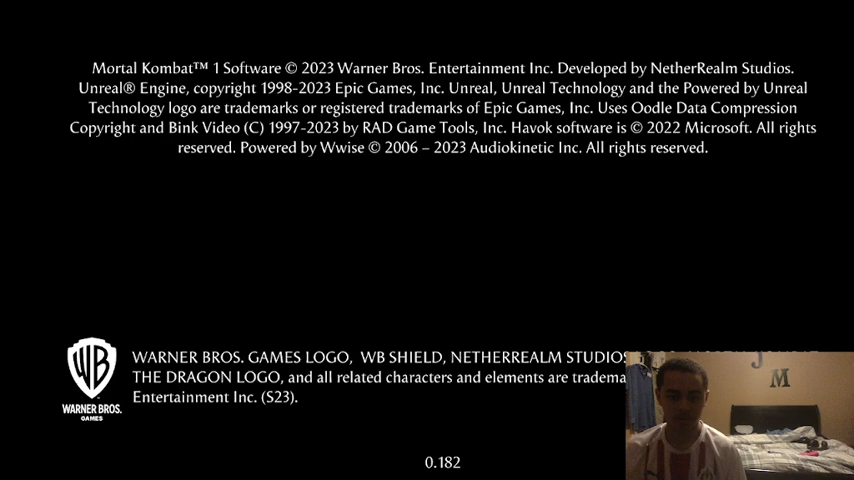 Mortal Kombat™ 1 Software © 2023 Warner Bros. Entertainment Inc. Developed by NetherRealm Studios.
Unreal® Engine, copyright 1998-2023 Epic Games, Inc. Unreal, Unreal Technology and the Powered by Unreal
Technology logo are trademarks or registered trademarks of Epic Games, Inc. Uses Oodle Data Compression
Copyright and Bink Video (C) 1997-2023 by RAD Game Tools, Inc. Havok software is © 2022 Microsoft. All rights
reserved. Powered by Wwise © 2006 – 2023 Audiokinetic Inc. All rights reserved.
WB
WARNER BROS.
GAMES
WARNER BROS. GAMES LOGO, WB SHIELD, NETHERREALM STUDIOS
THE DRAGON LOGO, and all related characters and elements are
Entertainment Inc. (S23).
J
M
0.182